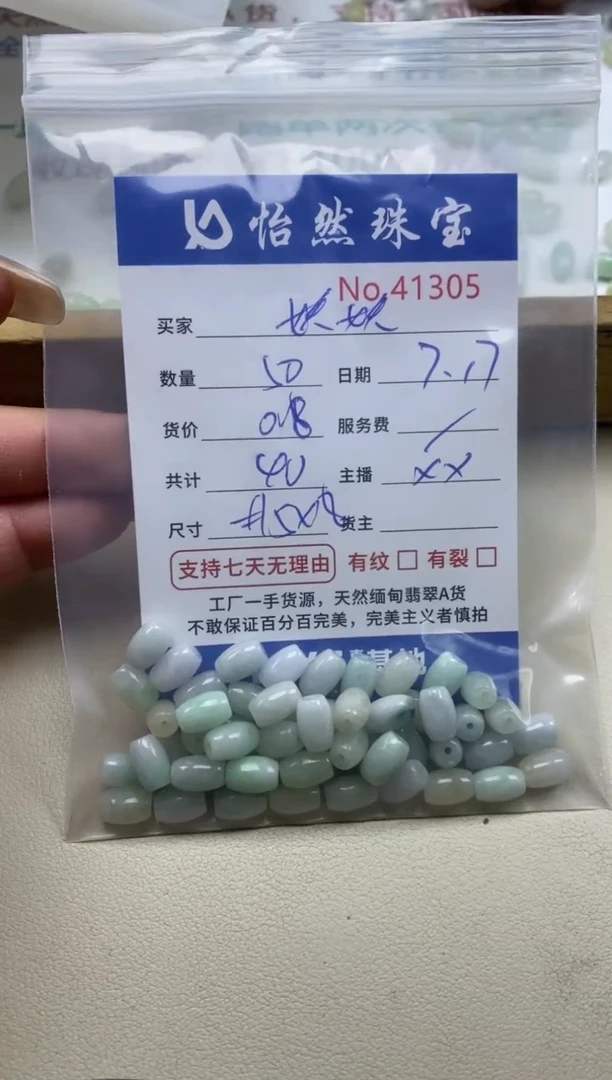 怡然珠宝
No.41305
买家
数量 50 日期 7.17
货价 0.8 服务费 /
共计 40 主播 xx
尺寸 货主
支持七天无理由 有纹 □ 有裂 □
工厂一手货源，天然缅甸翡翠A货
不敢保证百分百完美，完美主义者慎拍
基地